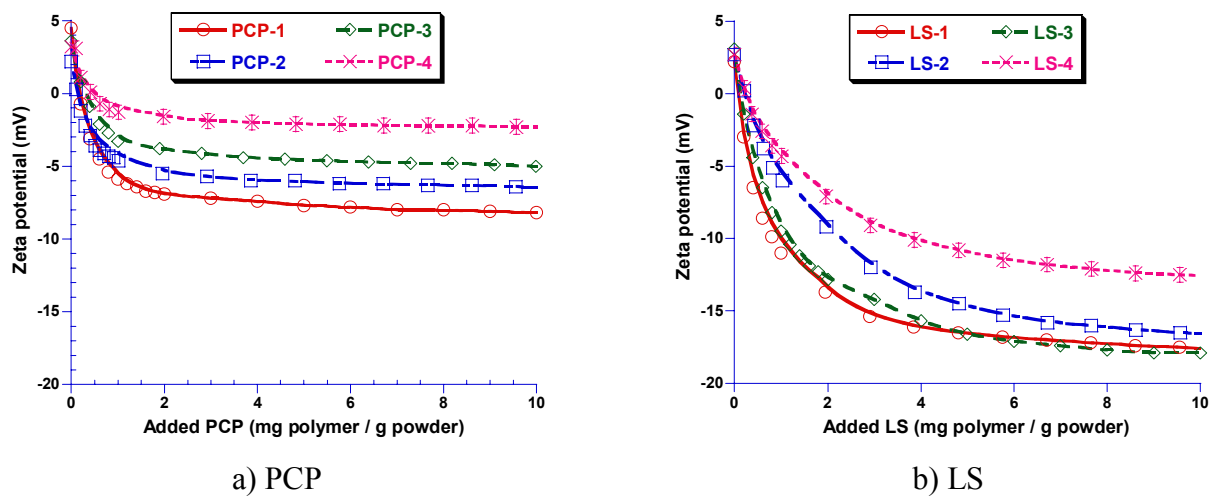 PCP-1
PCP-3
PCP-2
PCP-4
5
0
-5
-10
-15
-20
Zeta potential (mV)
0
2
4
6
8
10
Added PCP (mg polymer / g powder)
a) PCP
LS-1
LS-3
LS-2
LS-4
5
0
-5
-10
-15
-20
Zeta potential (mV)
0
2
4
6
8
10
Added LS (mg polymer / g powder)
b) LS